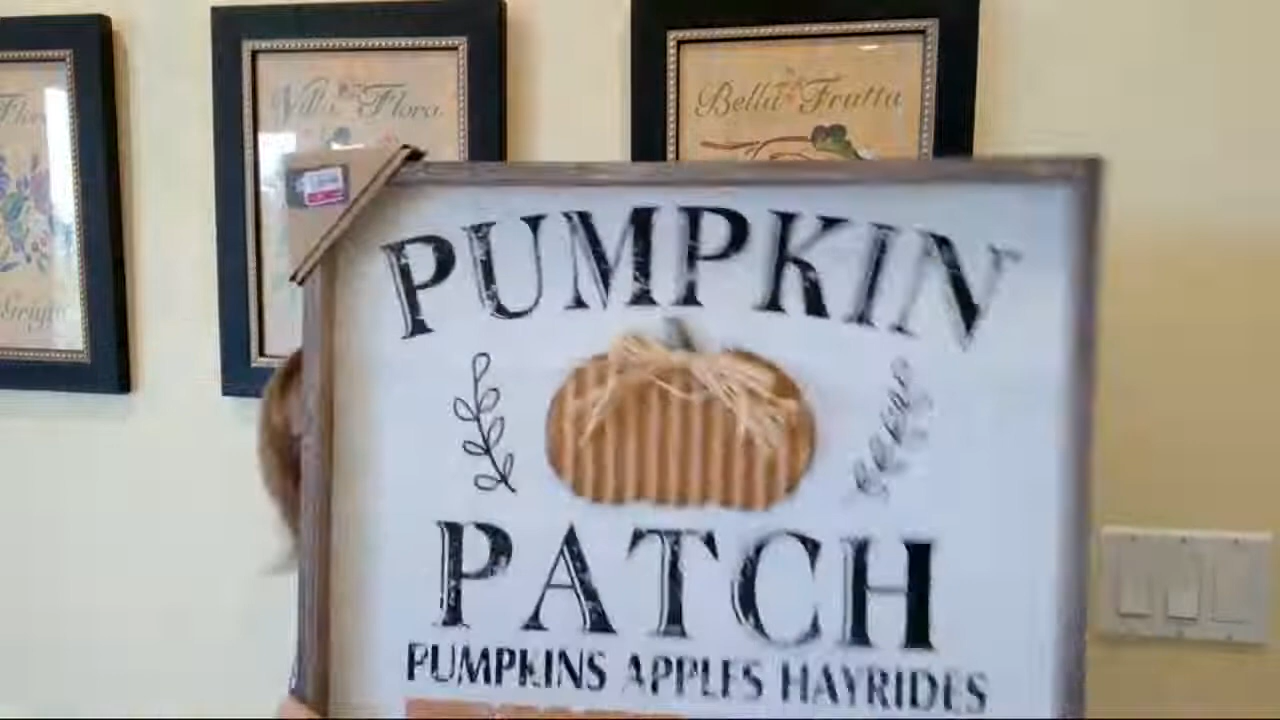 Villa Flora
Bella Frutta
PUMPKIN
PATCH
PUMPKINS APPLES HAYRIDES